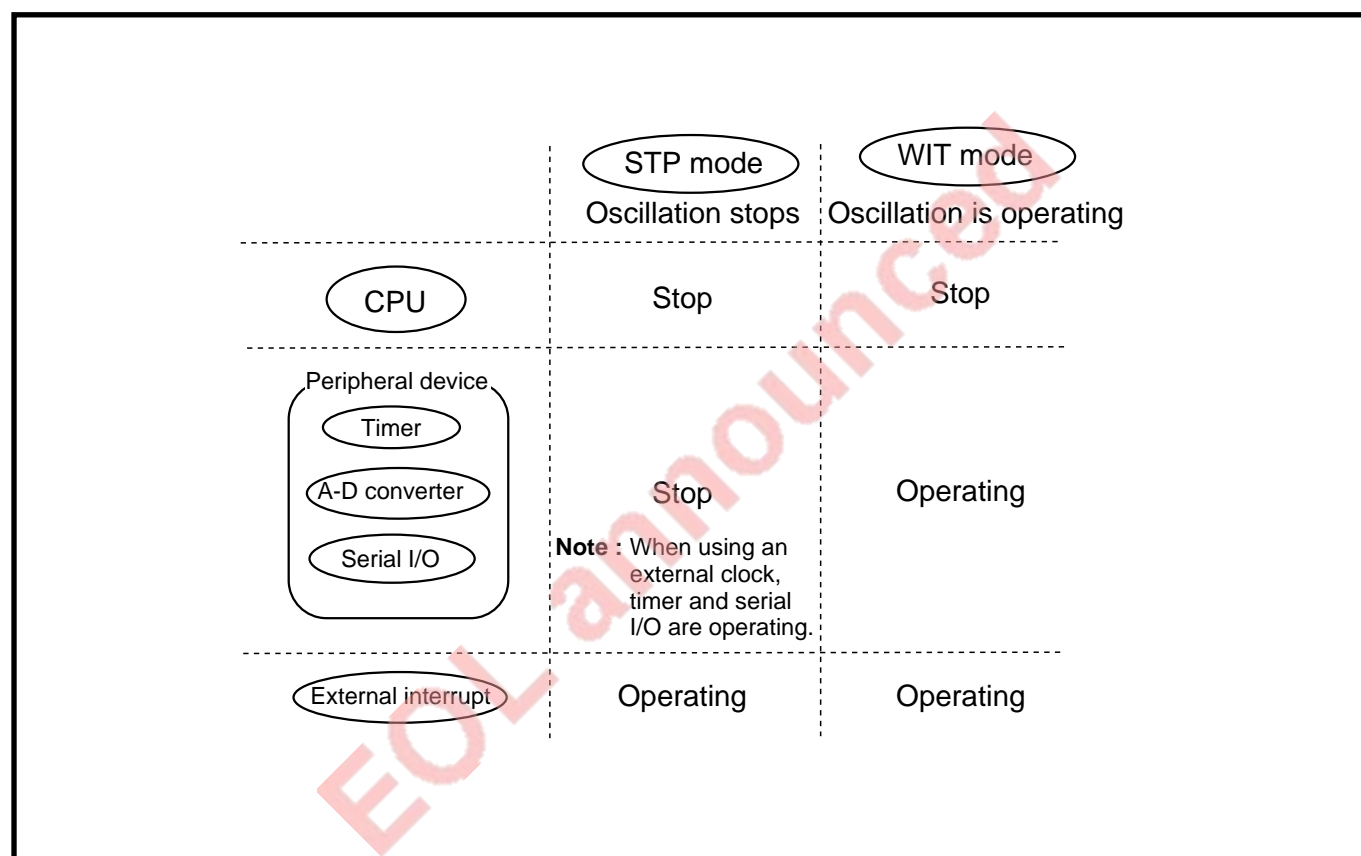 STP mode
WIT mode
Oscillation stops
Oscillation is operating
CPU
Stop
Stop
Peripheral device
Timer
A-D converter
Serial I/O
Stop
Note : When using an
external clock,
timer and serial
I/O are operating.
Operating
External interrupt
Operating
Operating
EOL announced